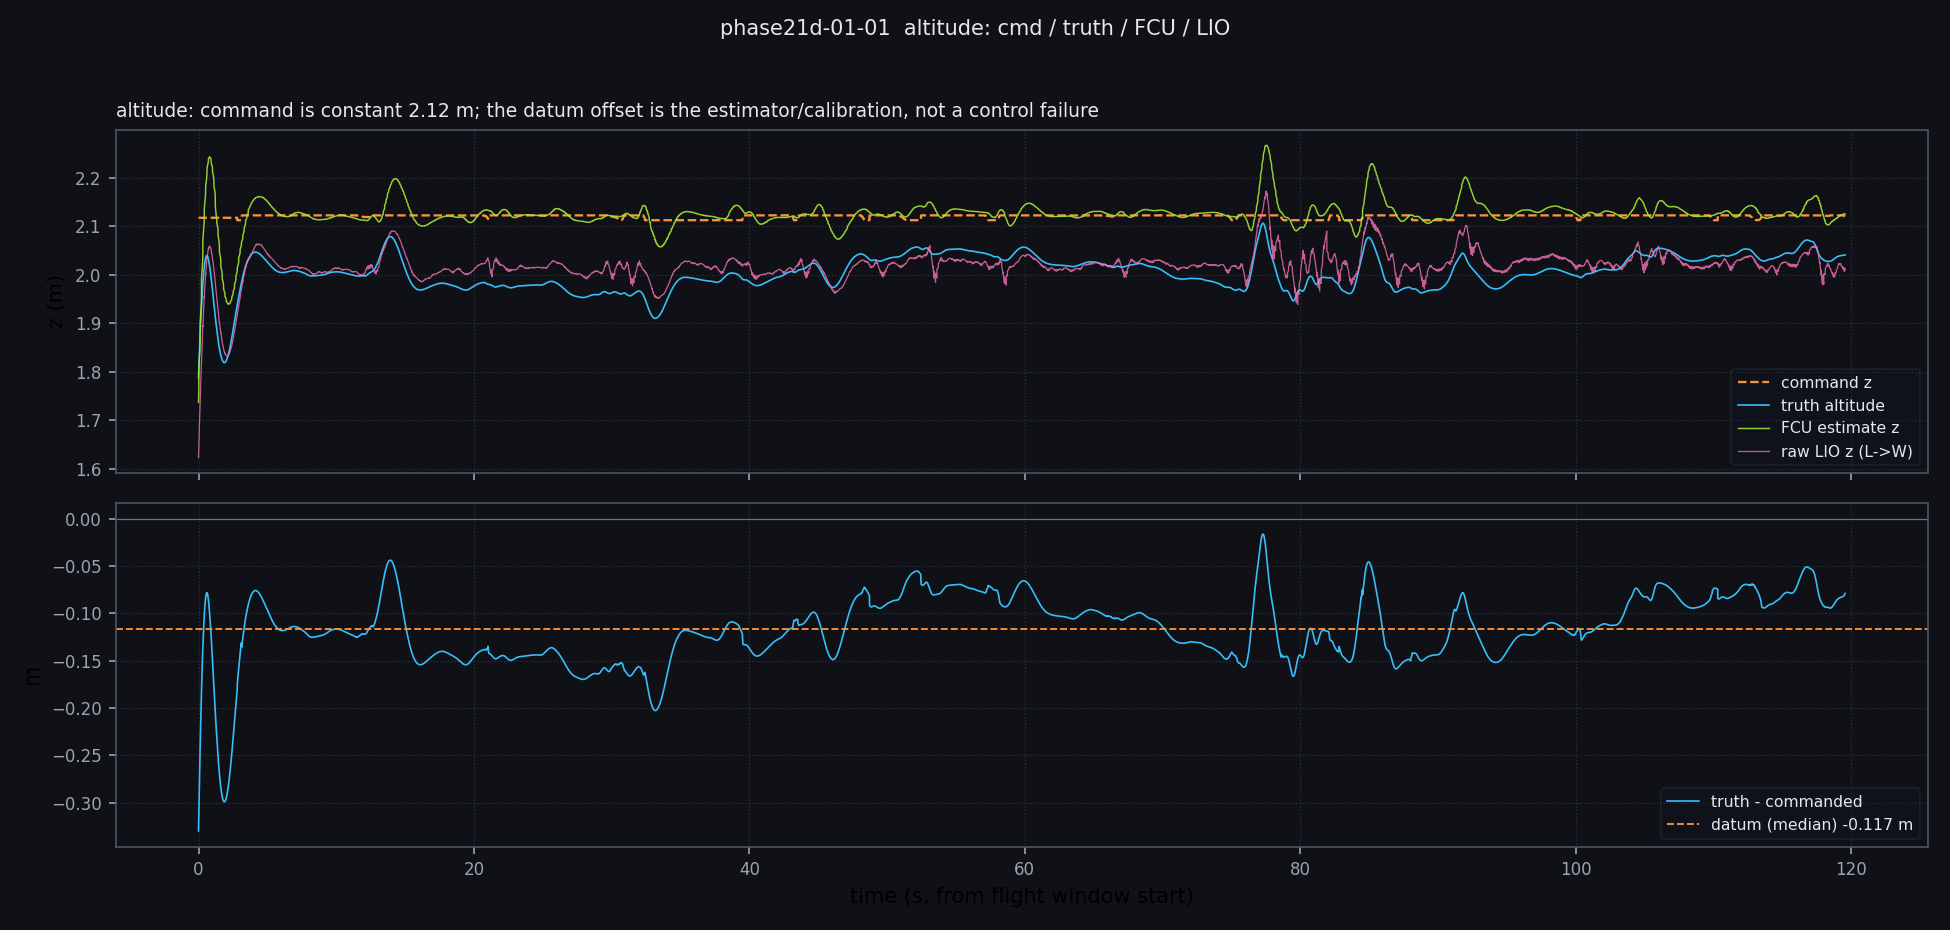 phase21d-01-01  altitude: cmd / truth / FCU / LIO
altitude: command is constant 2.12 m; the datum offset is the estimator/calibration, not a control failure
z (m)
2.2
2.1
2.0
1.9
1.8
1.7
1.6
command z
truth altitude
FCU estimate z
raw LIO z (L->W)
m
0.00
−0.05
−0.10
−0.15
−0.20
−0.25
−0.30
truth - commanded
datum (median) -0.117 m
0 20 40 60 80 100 120
time (s, from flight window start)